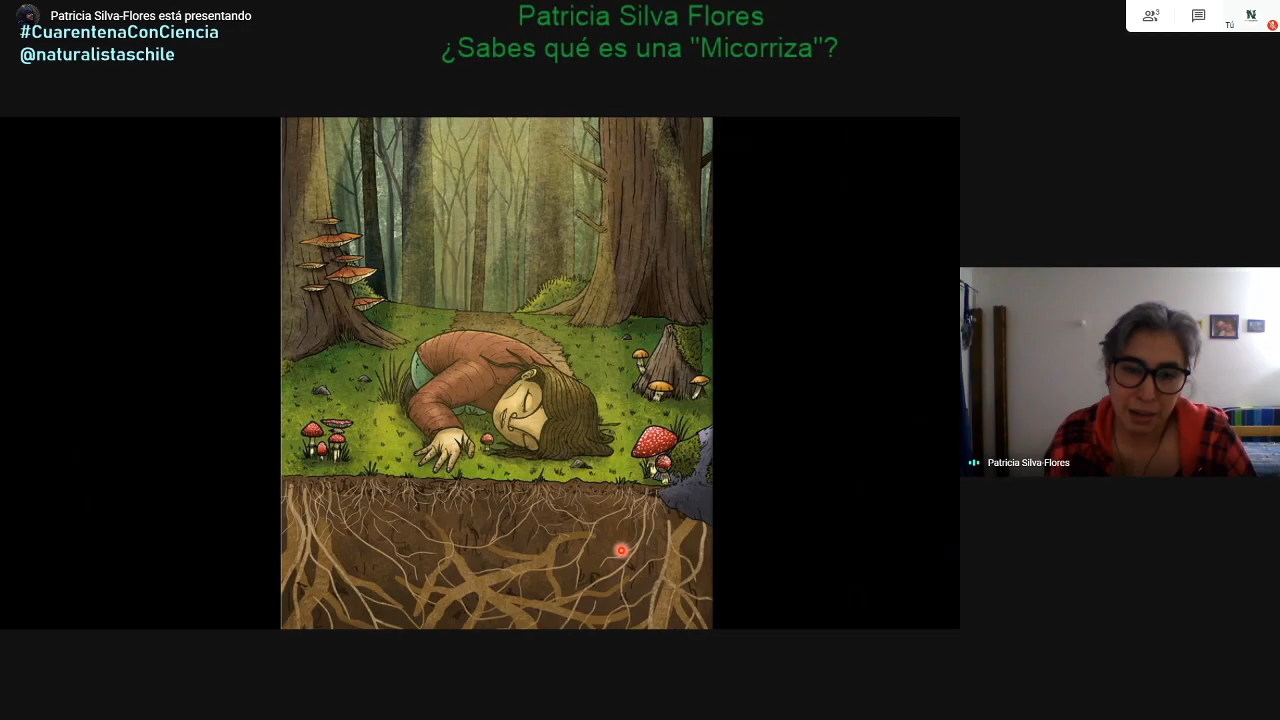 Patricia Silva-Flores está presentando
#CuarentenaConCiencia
@naturalistaschile
Patricia Silva Flores
¿Sabes qué es una "Micorriza"?
3
Tú
Patricia Silva-Flores